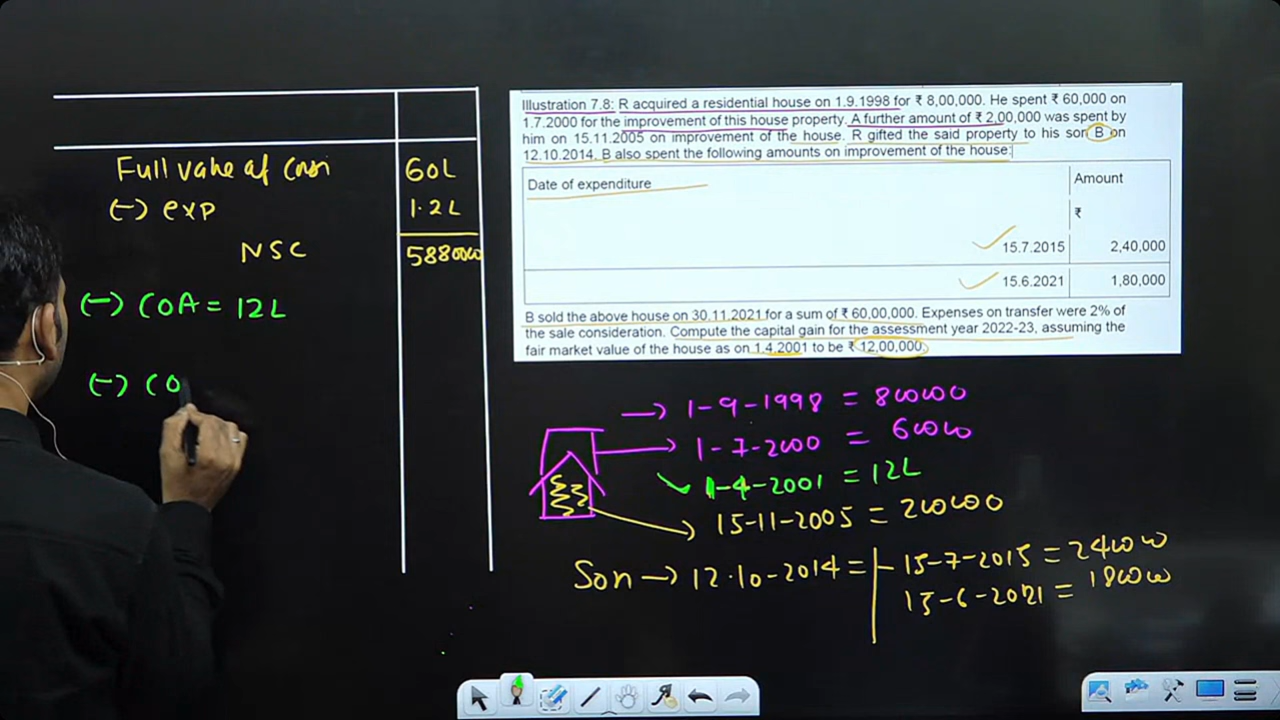 Full value of Consi 60L
(-) exp 1.2L
NSC 5880000
(-) COA = 12L
(-) CO
Illustration 7.8: R acquired a residential house on 1.9.1998 for ₹ 8,00,000. He spent ₹ 60,000 on
1.7.2000 for the improvement of this house property. A further amount of ₹ 2,00,000 was spent by
him on 15.11.2005 on improvement of the house. R gifted the said property to his son B on
12.10.2014. B also spent the following amounts on improvement of the house:
Date of expenditure Amount
₹
15.7.2015 2,40,000
15.6.2021 1,80,000
B sold the above house on 30.11.2021 for a sum of ₹ 60,00,000. Expenses on transfer were 2% of
the sale consideration. Compute the capital gain for the assessment year 2022-23, assuming the
fair market value of the house as on 1.4.2001 to be ₹ 12,00,000.
→ 1-9-1998 = 800000
→ 1-7-2000 = 60000
1-4-2001 = 12L
→ 15-11-2005 = 200000
Son → 12.10-2014 = - 15-7-2015 = 240000
15-6-2021 = 180000